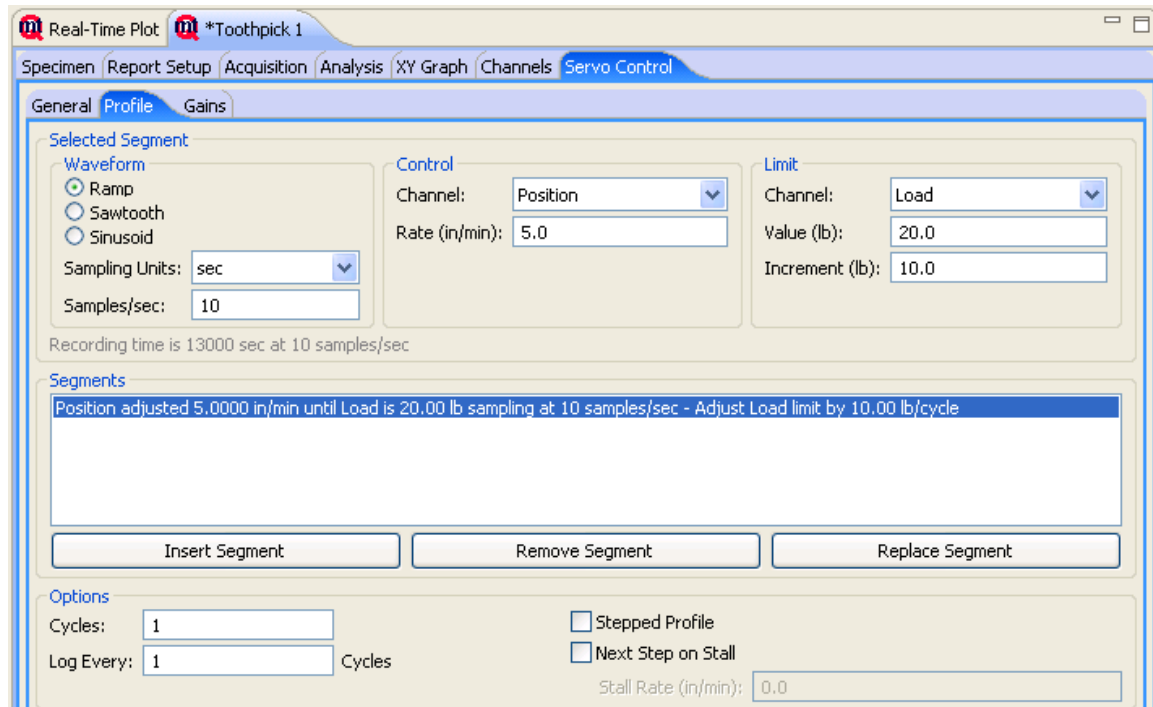 Real-Time Plot *Toothpick 1
Specimen Report Setup Acquisition Analysis XY Graph Channels Servo Control
General Profile Gains
Selected Segment
Waveform
Ramp
Sawtooth
Sinusoid
Sampling Units: sec
Samples/sec: 10
Control
Channel: Position
Rate (in/min): 5.0
Limit
Channel: Load
Value (lb): 20.0
Increment (lb): 10.0
Recording time is 13000 sec at 10 samples/sec
Segments
Position adjusted 5.0000 in/min until Load is 20.00 lb sampling at 10 samples/sec - Adjust Load limit by 10.00 lb/cycle
Insert Segment Remove Segment Replace Segment
Options
Cycles: 1
Log Every: 1 Cycles
Stepped Profile
Next Step on Stall
Stall Rate (in/min): 0.0